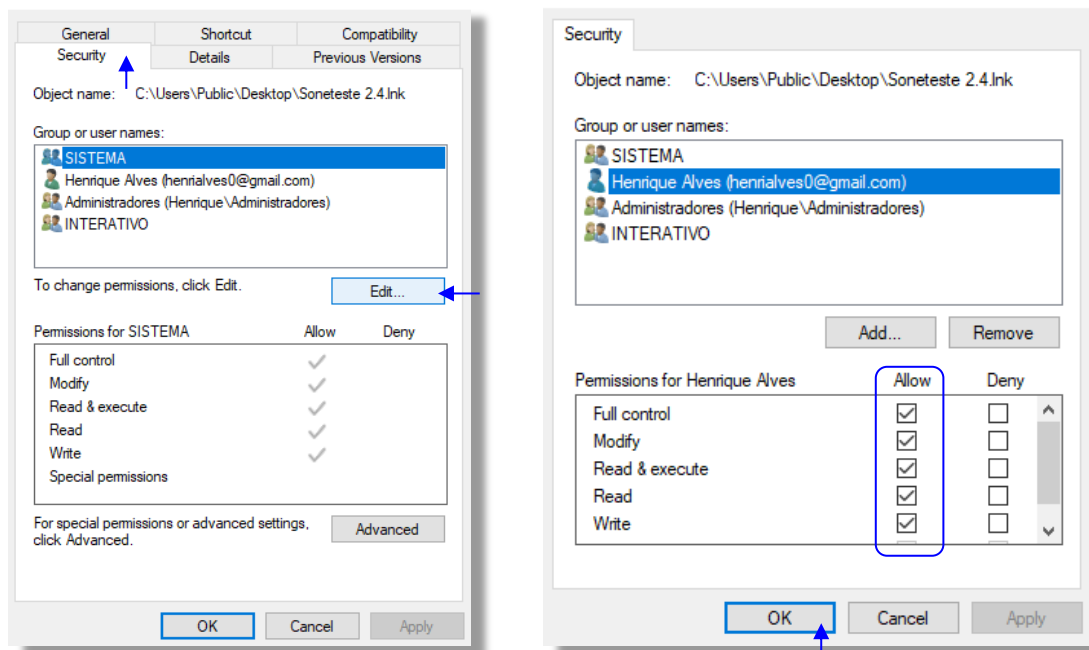 General Shortcut Compatibility
Security Details Previous Versions
Object name: C:\Users\Public\Desktop\Soneteste 2.4.lnk
Group or user names:
SISTEMA
Henrique Alves (henrialves0@gmail.com)
Administradores (Henrique\Administradores)
INTERATIVO
To change permissions, click Edit.
Edit...
Permissions for SISTEMA Allow Deny
Full control
Modify
Read & execute
Read
Write
Special permissions
For special permissions or advanced settings,
click Advanced.
Advanced
OK Cancel Apply
Security
Object name: C:\Users\Public\Desktop\Soneteste 2.4.lnk
Group or user names:
SISTEMA
Henrique Alves (henrialves0@gmail.com)
Administradores (Henrique\Administradores)
INTERATIVO
Add... Remove
Permissions for Henrique Alves Allow Deny
Full control
Modify
Read & execute
Read
Write
OK Cancel Apply